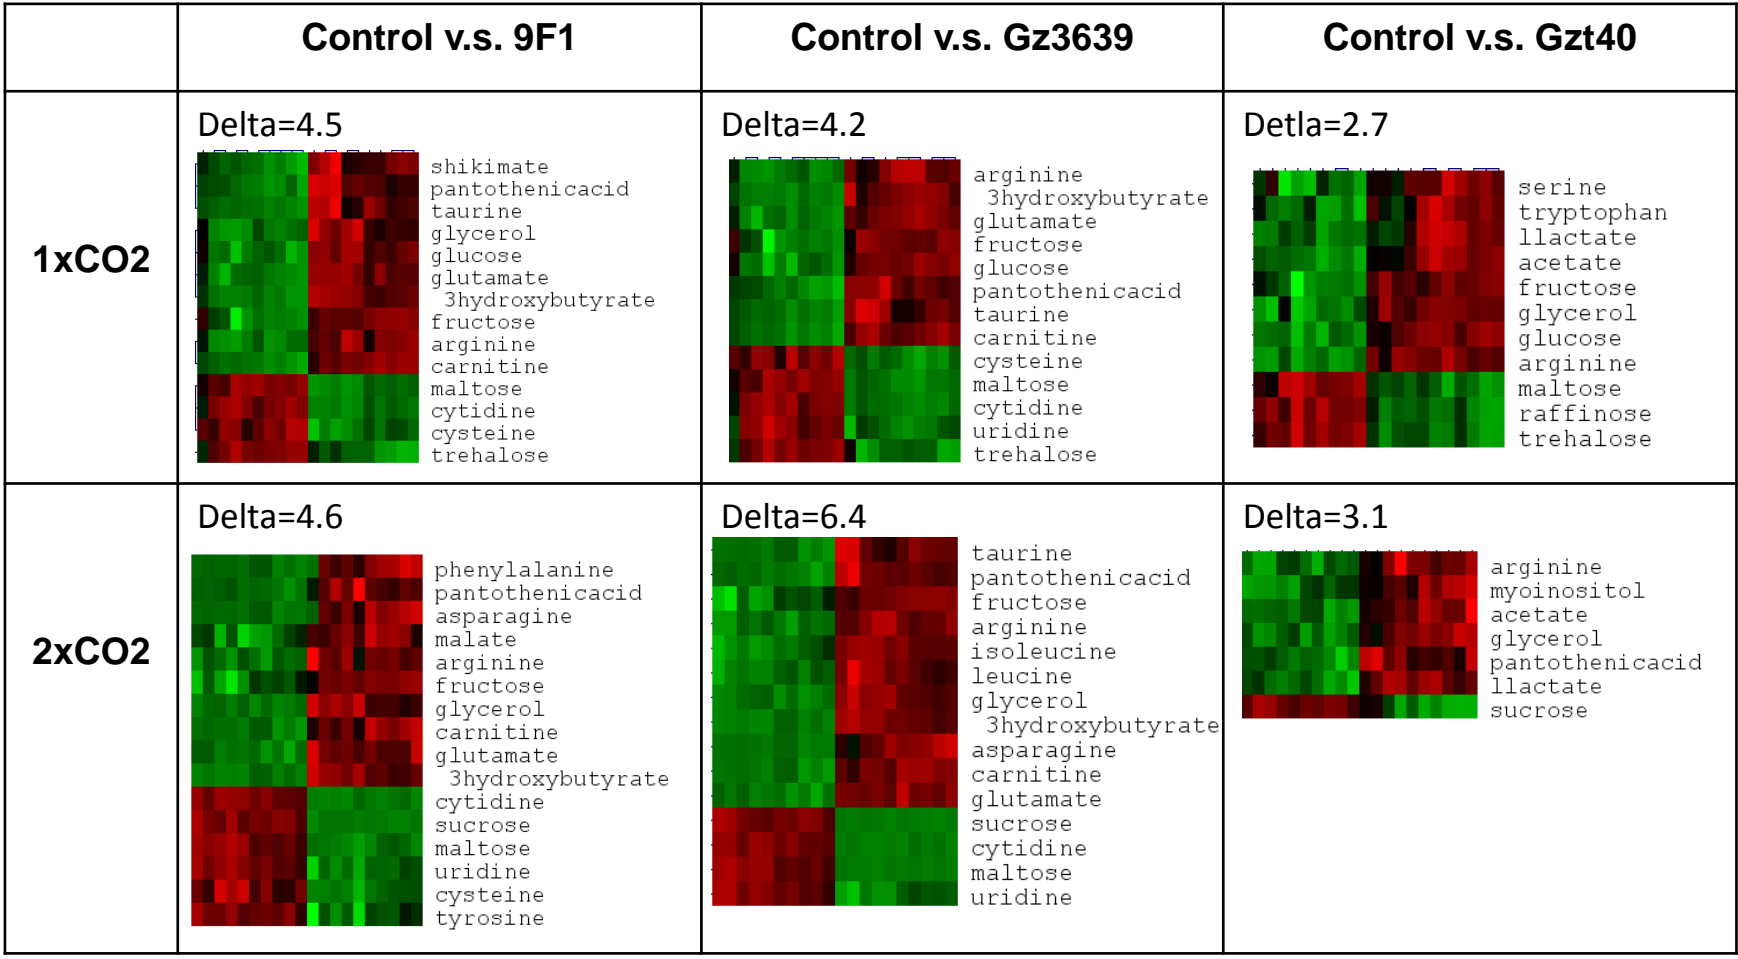 Control v.s. 9F1
Control v.s. Gz3639
Control v.s. Gzt40
1xCO2
Delta=4.5
shikimate
pantothenicacid
taurine
glycerol
glucose
glutamate
3hydroxybutyrate
fructose
arginine
carnitine
maltose
cytidine
cysteine
trehalose
Delta=4.2
arginine
3hydroxybutyrate
glutamate
fructose
glucose
pantothenicacid
taurine
carnitine
cysteine
maltose
cytidine
uridine
trehalose
Detla=2.7
serine
tryptophan
llactate
acetate
fructose
glycerol
glucose
arginine
maltose
raffinose
trehalose
2xCO2
Delta=4.6
phenylalanine
pantothenicacid
asparagine
malate
arginine
fructose
glycerol
carnitine
glutamate
3hydroxybutyrate
cytidine
sucrose
maltose
uridine
cysteine
tyrosine
Delta=6.4
taurine
pantothenicacid
fructose
arginine
isoleucine
leucine
glycerol
3hydroxybutyrate
asparagine
carnitine
glutamate
sucrose
cytidine
maltose
uridine
Delta=3.1
arginine
myoinositol
acetate
glycerol
pantothenicacid
llactate
sucrose